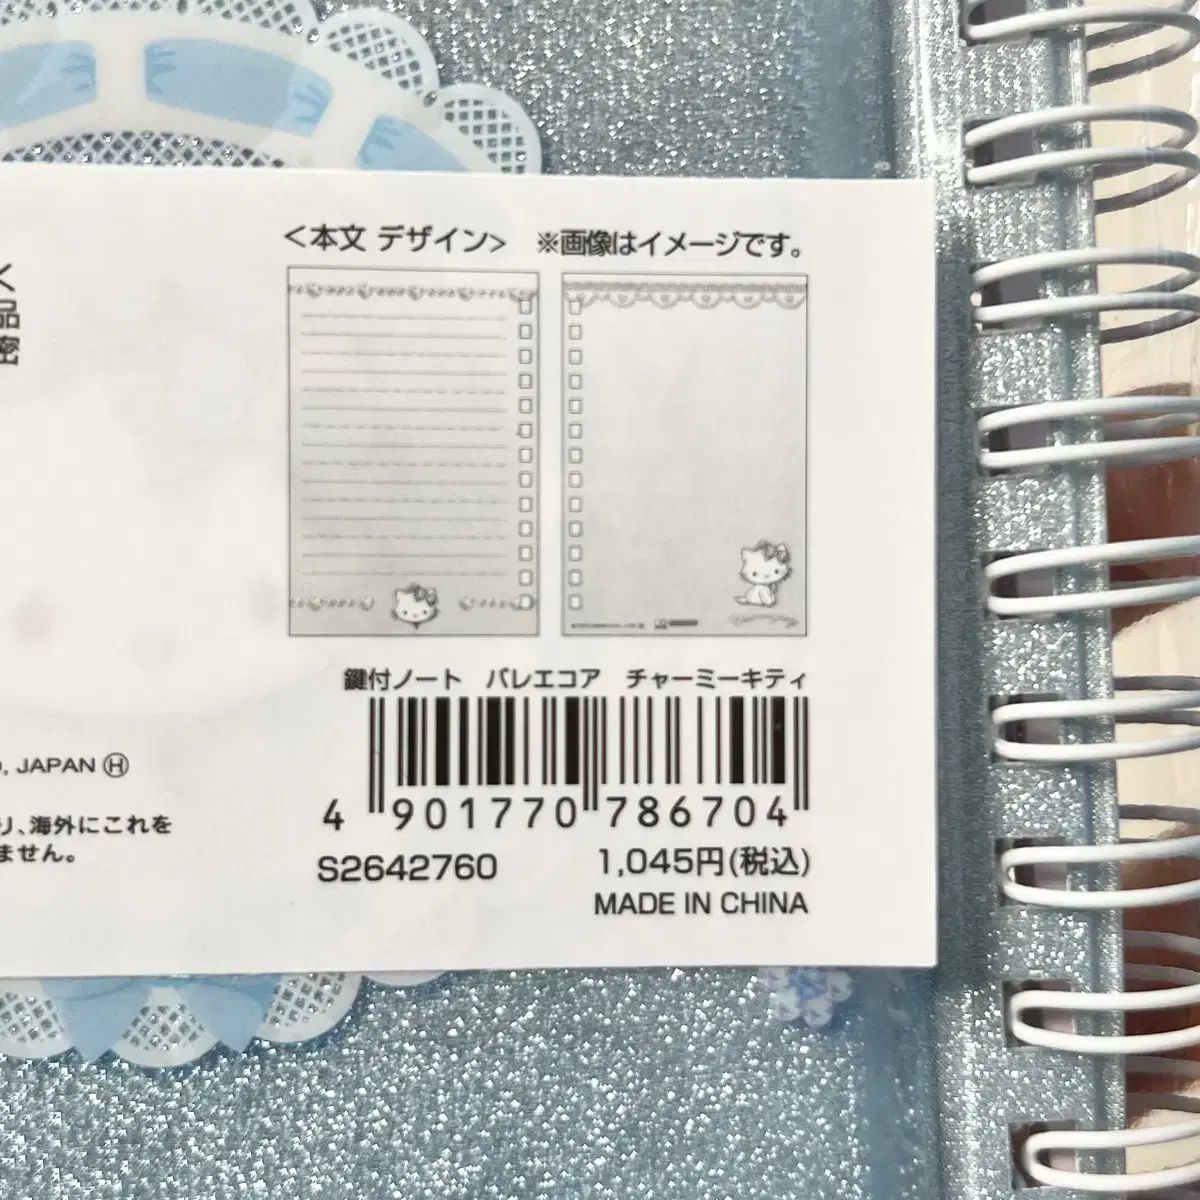 <本文 デザイン> ※画像はイメージです。
品
密
鍵付ノート バレエコア チャーミーキティ
4 901770 786704
S2642760 1,045円(税込)
MADE IN CHINA
, JAPAN Ⓗ
り、海外にこれを
ません。